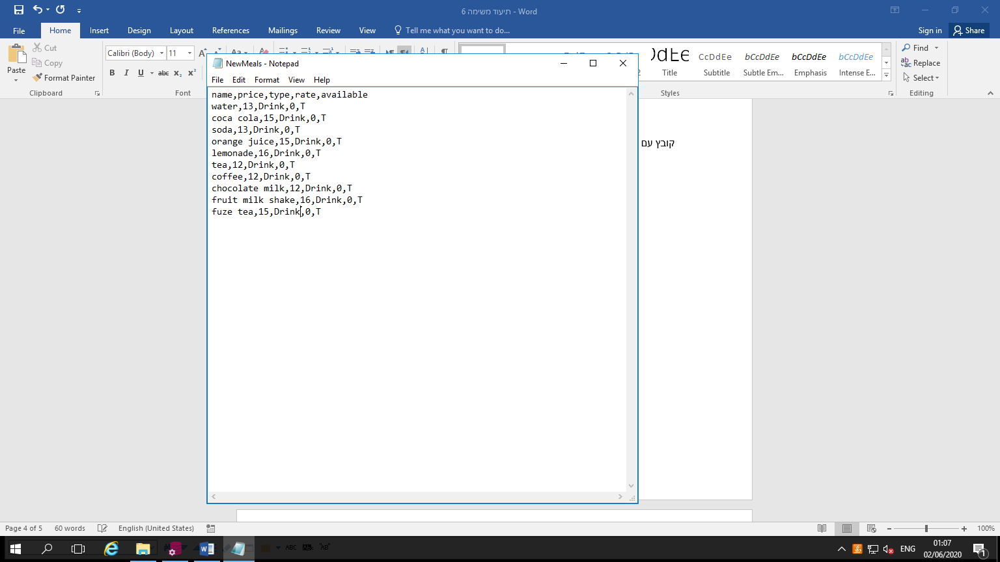 תיעוד משימה 6 - Word
File Home Insert Design Layout References Mailings Review View Tell me what you want to do... Sign in Share
Paste
Cut
Copy
Format Painter
Clipboard
Calibri (Body) 11
B I U abc x₂ x²
Font
Title
CcDdEe
Subtitle
bCcDdEe
Subtle Em...
bCcDdEe
Emphasis
bCcDdEe
Intense E...
Styles
Find
Replace
Select
Editing
NewMeals - Notepad
File Edit Format View Help
name,price,type,rate,available
water,13,Drink,0,T
coca cola,15,Drink,0,T
soda,13,Drink,0,T
orange juice,15,Drink,0,T
lemonade,16,Drink,0,T
tea,12,Drink,0,T
coffee,12,Drink,0,T
chocolate milk,12,Drink,0,T
fruit milk shake,16,Drink,0,T
fuze tea,15,Drink,0,T
קובץ עם
Page 4 of 5 60 words English (United States) 100%
ENG
01:07
02/06/2020
1